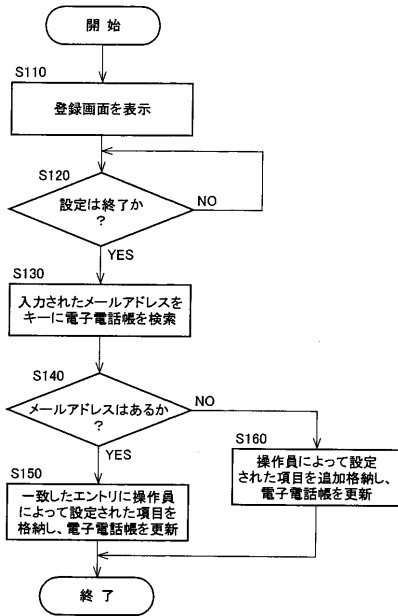 開 始
S110
登録画面を表示
S120
設定は終了か
?
NO
YES
S130
入力されたメールアドレスを
キーに電子電話帳を検索
S140
メールアドレスはあるか
?
NO
YES
S150
一致したエントリに操作員
によって設定された項目を
格納し、電子電話帳を更新
S160
操作員によって設定
された項目を追加格納し、
電子電話帳を更新
終 了